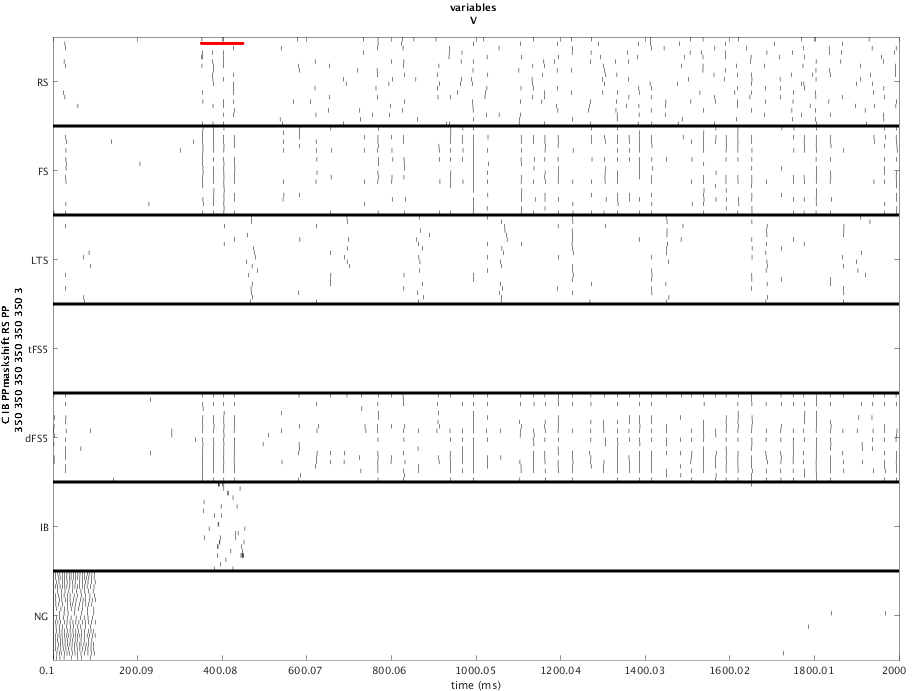 variables
V
RS
FS
LTS
tFS5
dFS5
IB
NG
C IB PPmaskshift RS PP
350 350 350 350 350 350 3
0.1
200.09
400.08
600.07
800.06
1000.05
1200.04
1400.03
1600.02
1800.01
2000
time (ms)